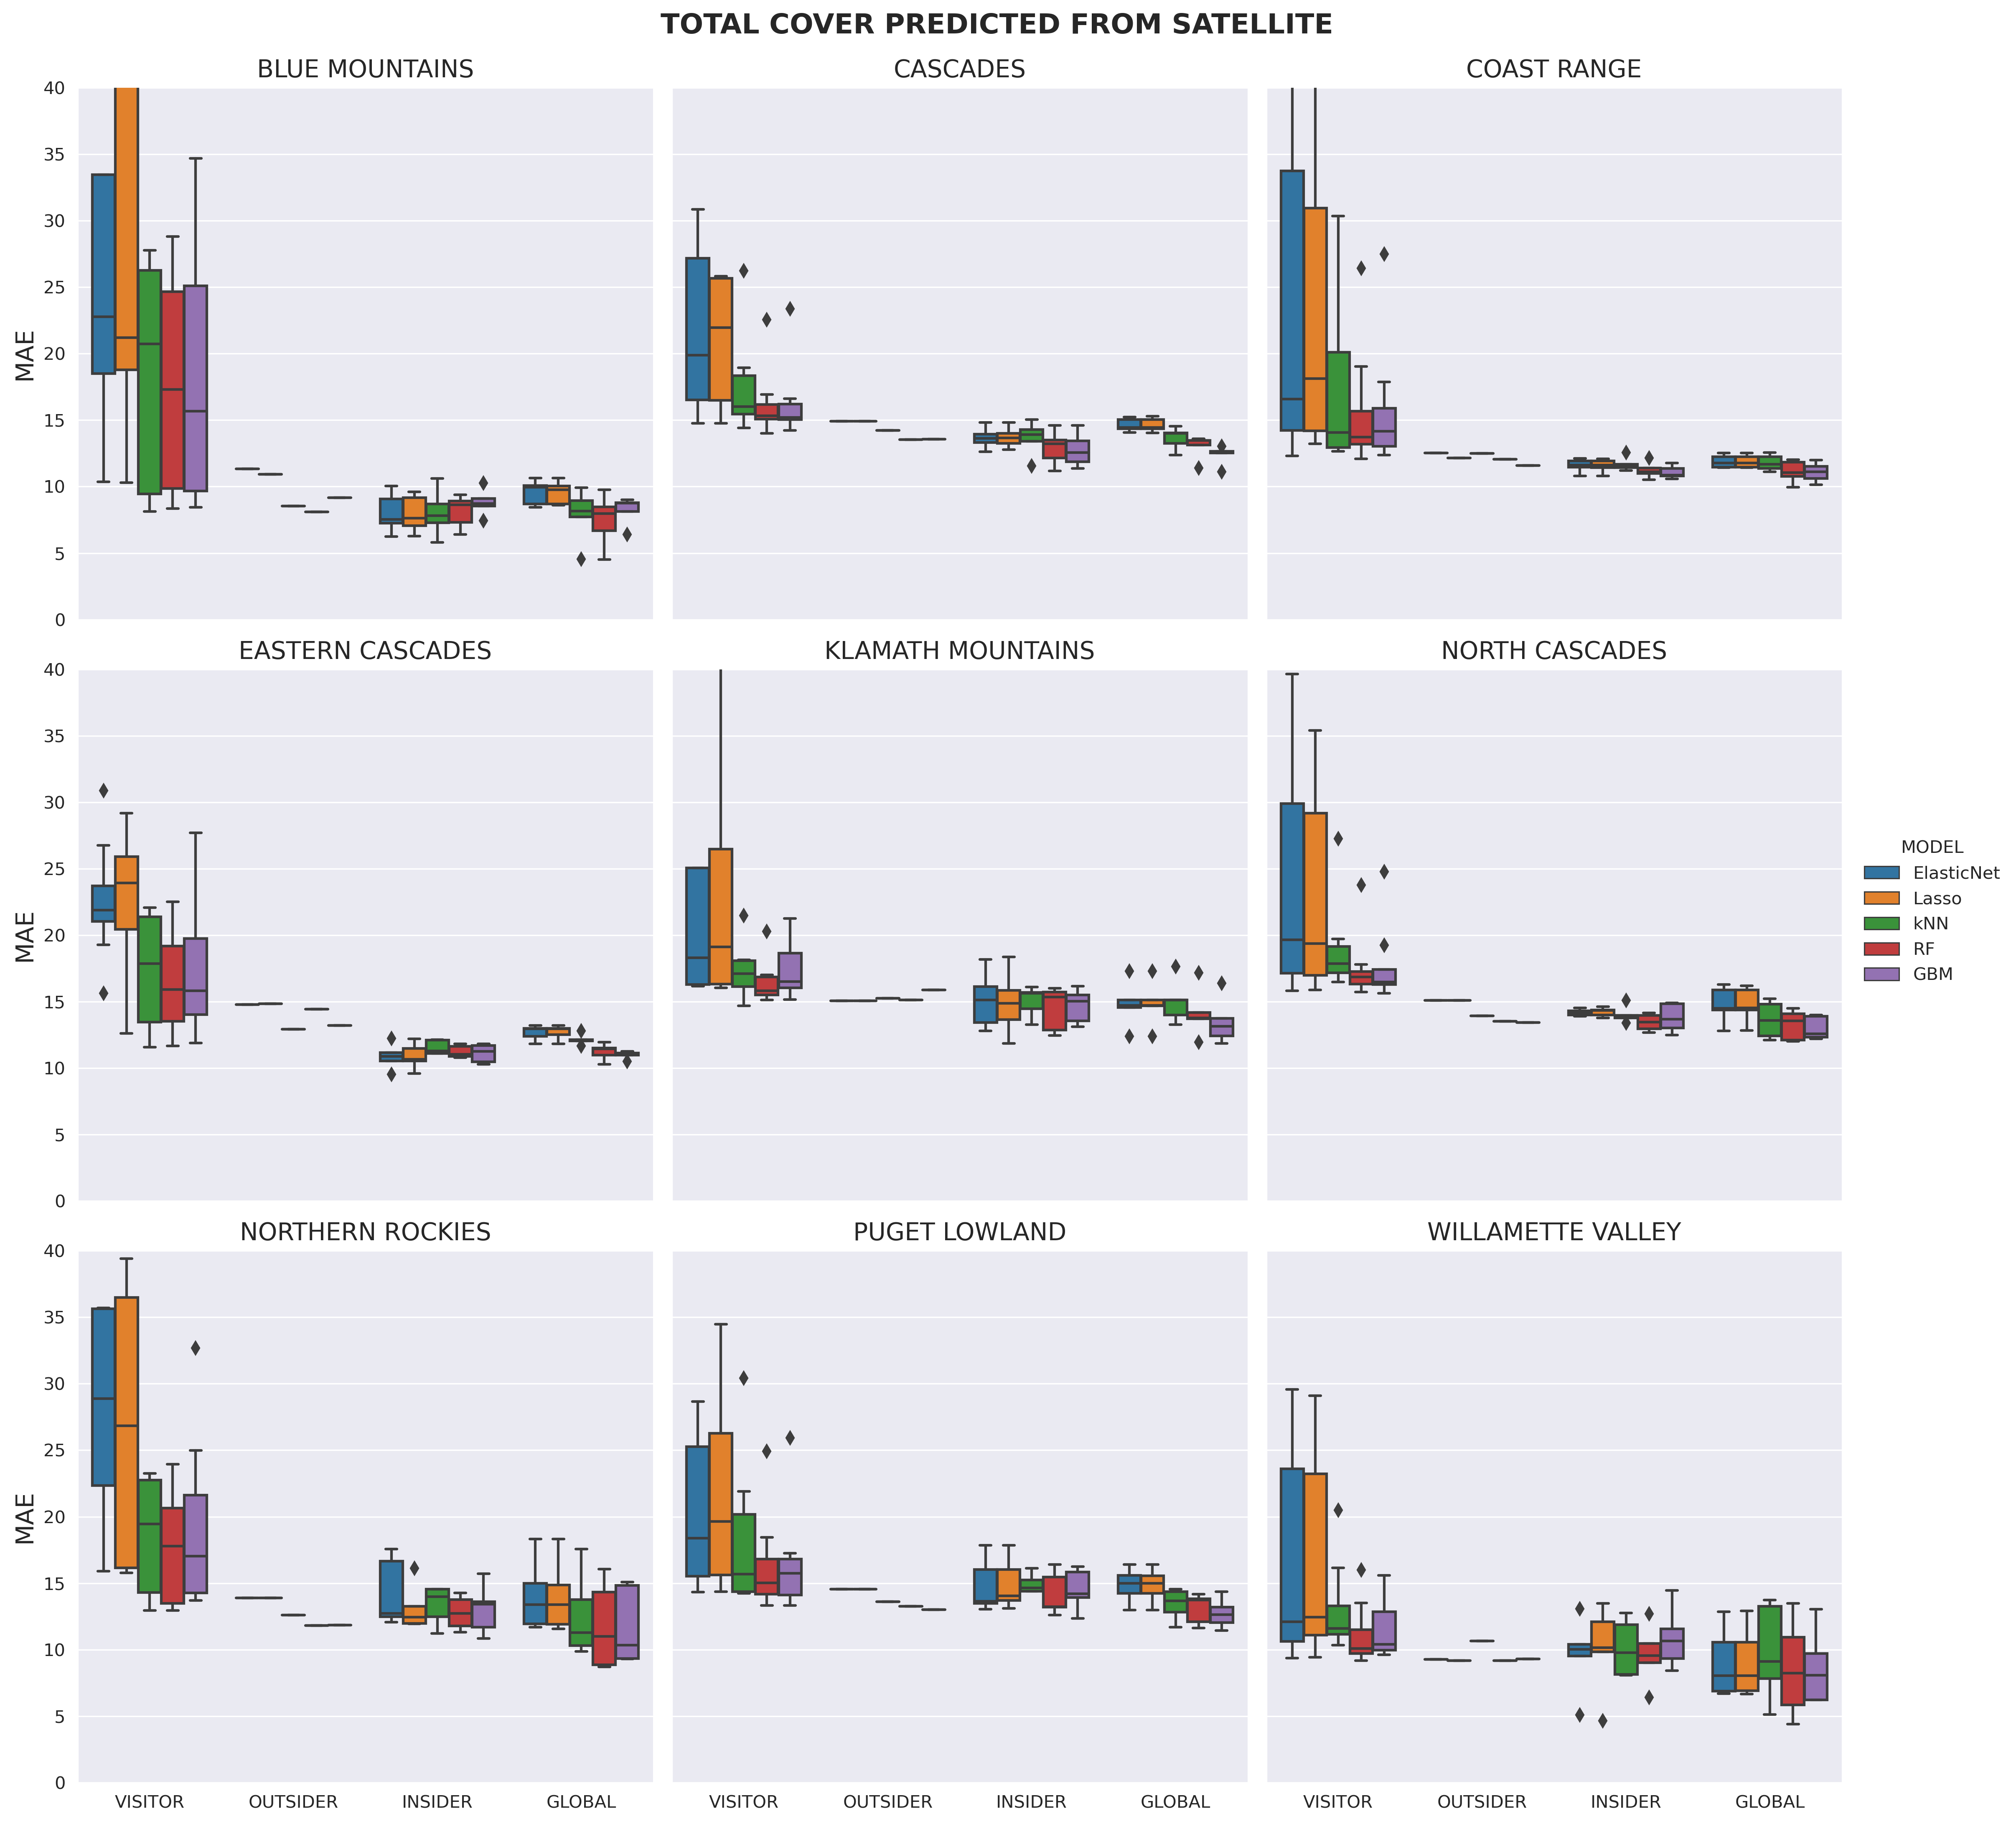 TOTAL COVER PREDICTED FROM SATELLITE
BLUE MOUNTAINS
CASCADES
COAST RANGE
MAE
40
35
30
25
20
15
10
5
0
EASTERN CASCADES
KLAMATH MOUNTAINS
NORTH CASCADES
MAE
40
35
30
25
20
15
10
5
0
MODEL
ElasticNet
Lasso
kNN
RF
GBM
NORTHERN ROCKIES
PUGET LOWLAND
WILLAMETTE VALLEY
MAE
40
35
30
25
20
15
10
5
0
VISITOR OUTSIDER INSIDER GLOBAL
VISITOR OUTSIDER INSIDER GLOBAL
VISITOR OUTSIDER INSIDER GLOBAL